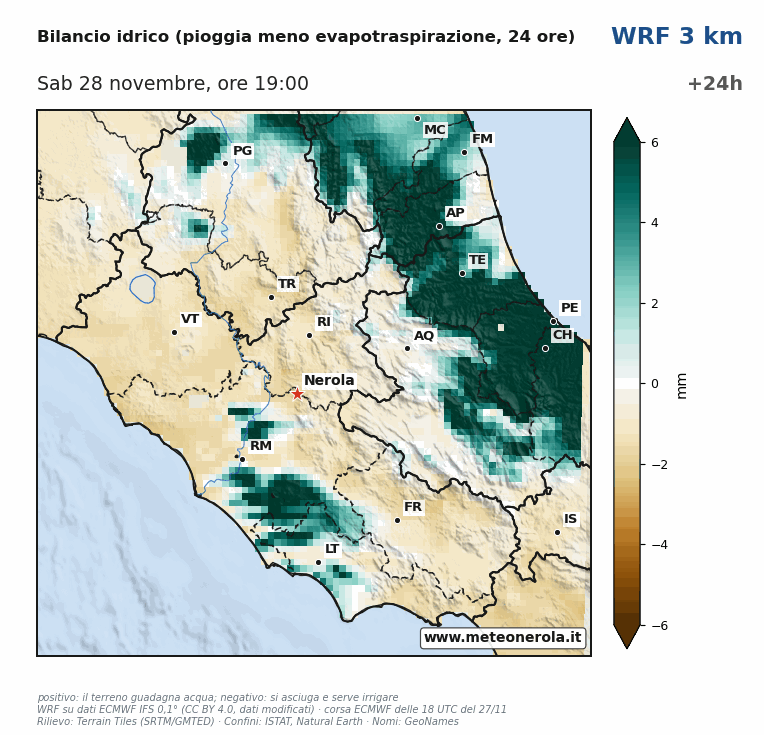 Bilancio idrico (pioggia meno evapotraspirazione, 24 ore)
WRF 3 km
Sab 28 novembre, ore 19:00
+24h
MC
FM
PG
AP
TE
TR
PE
VT
RI
AQ
CH
Nerola
RM
FR
IS
LT
www.meteonerola.it
6
4
2
0
−2
−4
−6
mm
positivo: il terreno guadagna acqua; negativo: si asciuga e serve irrigare
WRF su dati ECMWF IFS 0,1° (CC BY 4.0, dati modificati) · corsa ECMWF delle 18 UTC del 27/11
Rilievo: Terrain Tiles (SRTM/GMTED) · Confini: ISTAT, Natural Earth · Nomi: GeoNames